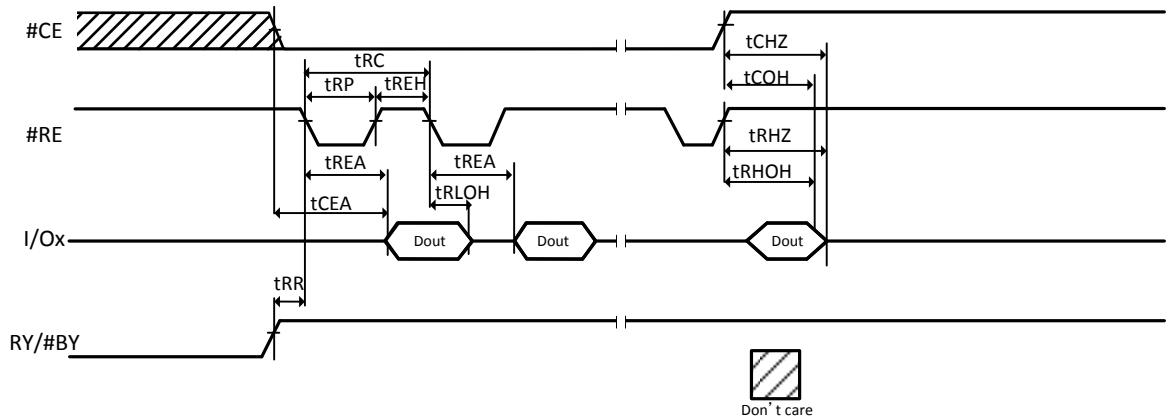 #CE
tCHZ
tRC
tCOH
tRP
tREH
#RE
tRHZ
tREA
tREA
tRHOH
tRLOH
tCEA
I/Ox
Dout
Dout
Dout
tRR
RY/#BY
Don't care